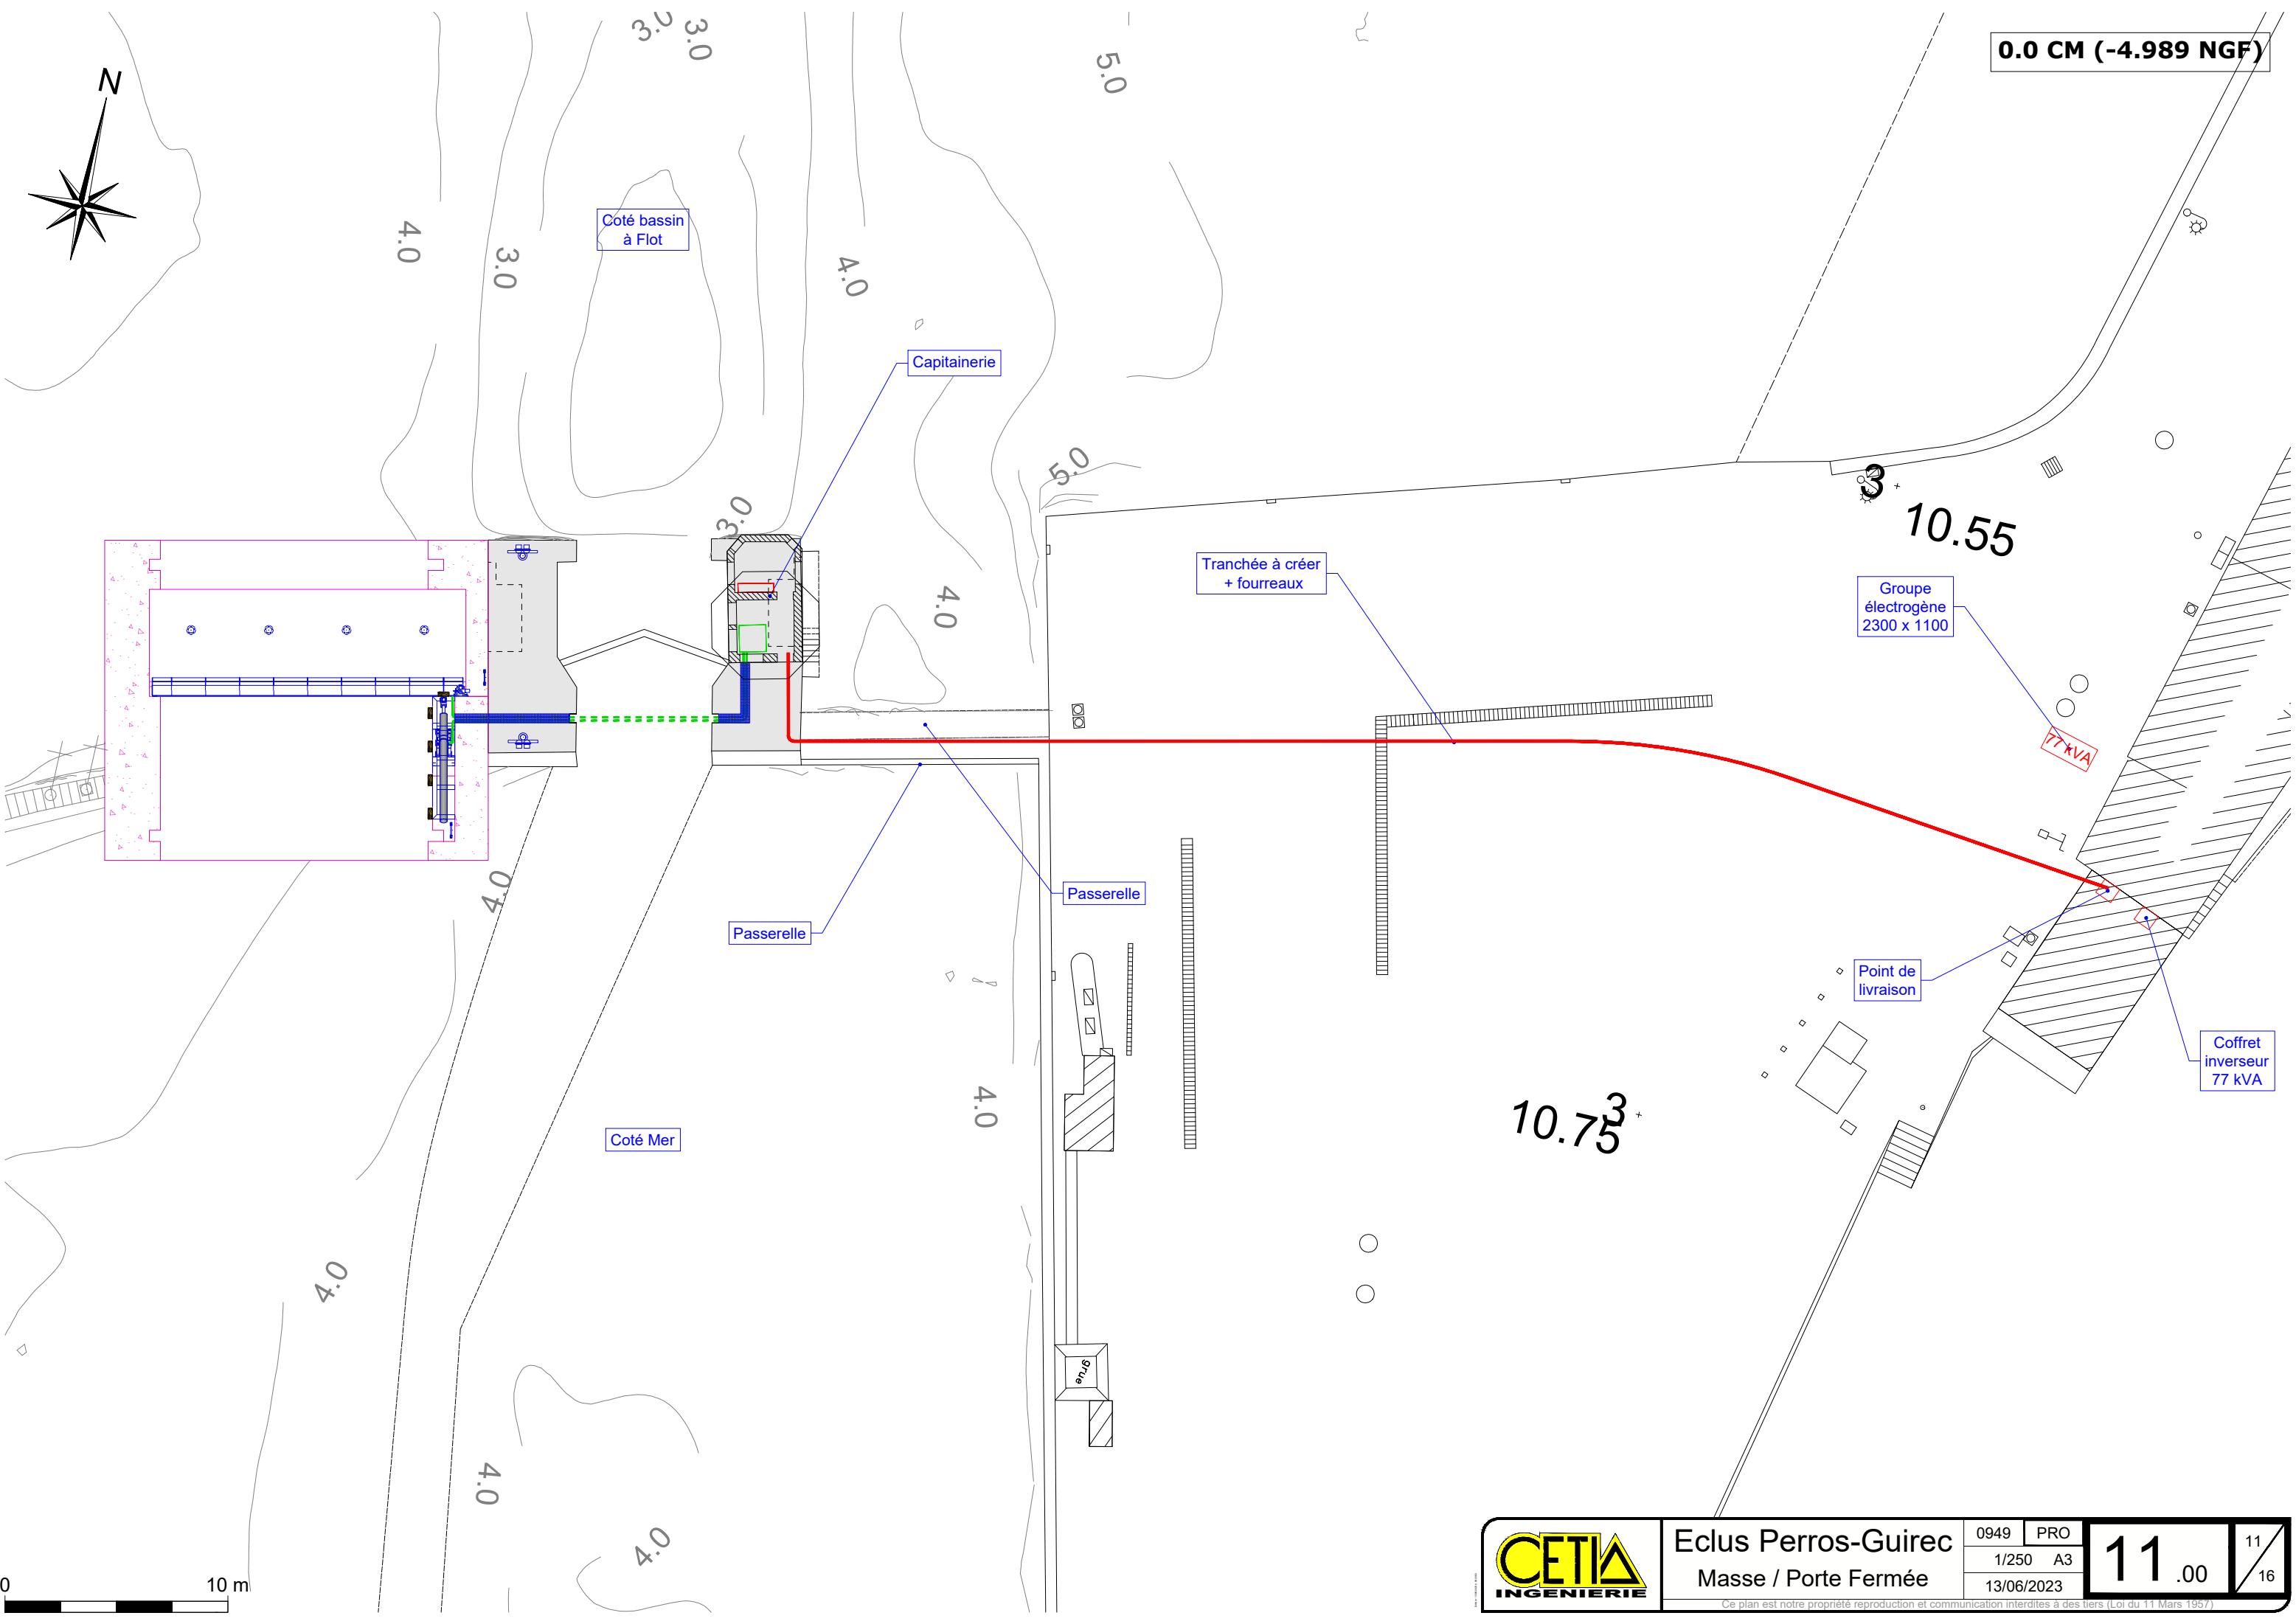 3.0
3.0
5.0
0.0 CM (-4.989 NGF)
N
Coté bassin
à Flot
4.0
3.0
4.0
Capitainerie
5.0
3.0
3
10.55
Tranchée à créer
+ fourreaux
4.0
Groupe
électrogène
2300 x 1100
77 kVA
4.0
Passerelle
Passerelle
Point de
livraison
Coffret
inverseur
77 kVA
4.0
3
10.75
Coté Mer
4.0
grue
4.0
4.0
0
10 m
CETIA
INGENIERIE
Eclus Perros-Guirec
Masse / Porte Fermée
0949
PRO
1/250
A3
13/06/2023
11.00
11/16
Ce plan est notre propriété reproduction et communication interdites à des tiers (Loi du 11 Mars 1957)